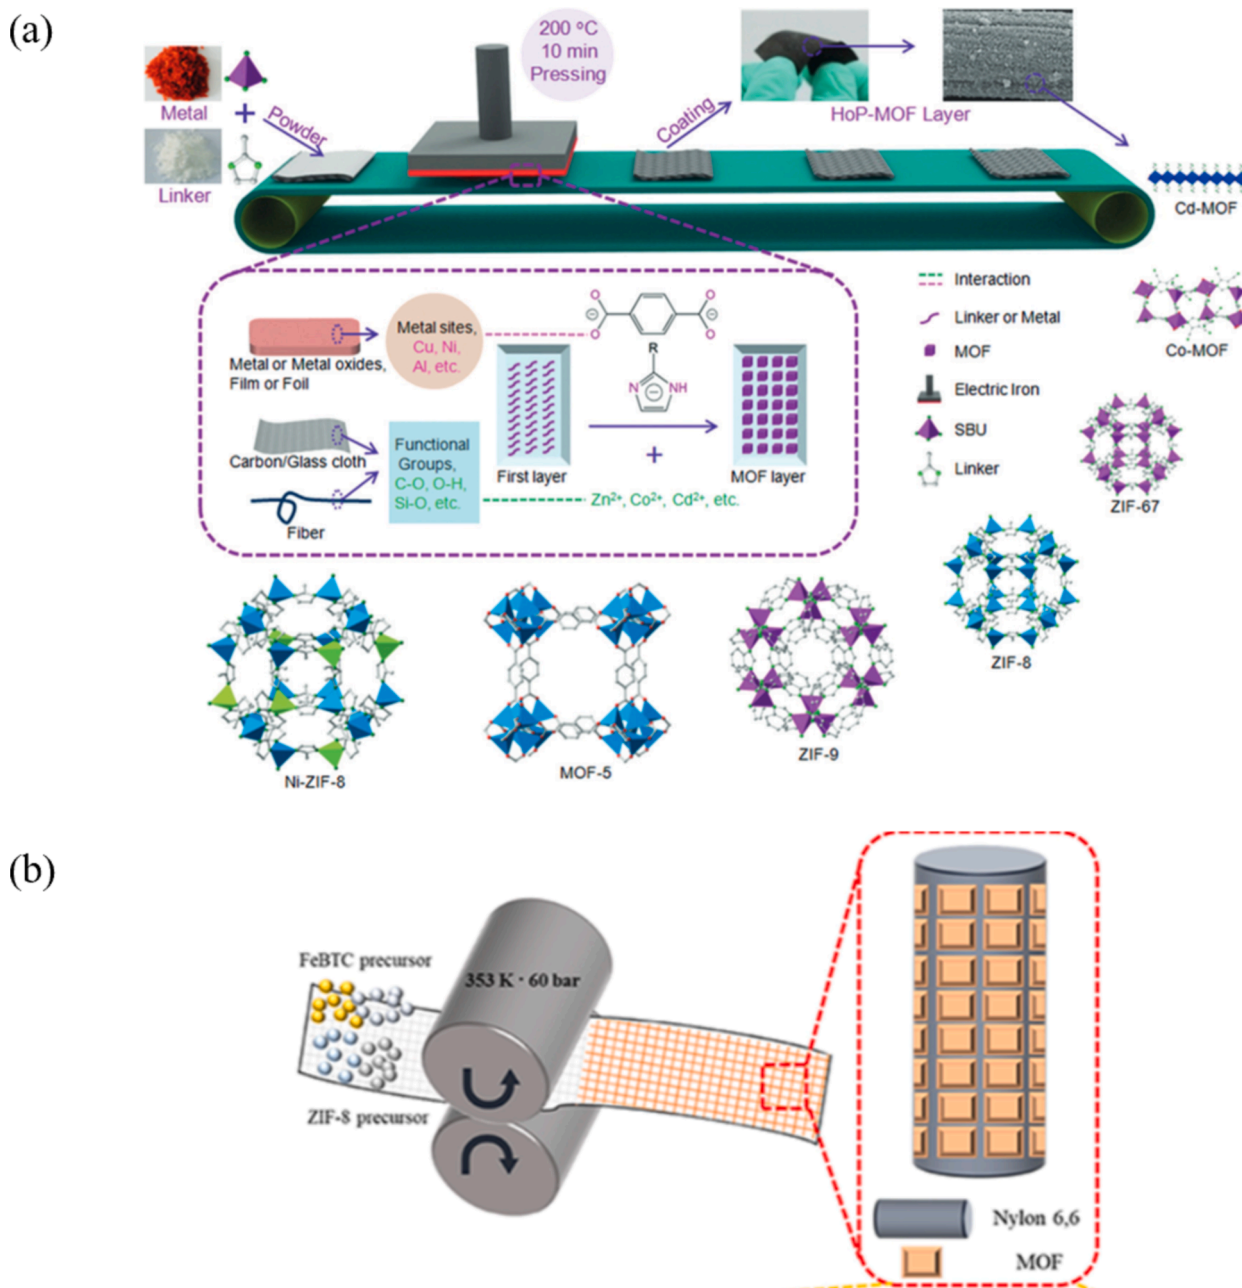 (a)
200 °C
10 min
Pressing
Metal
Powder
Linker
Coating
HoP-MOF Layer
Cd-MOF
Metal or Metal oxides,
Film or Foil
Metal sites,
Cu, Ni,
Al, etc.
O
O
O
O
R
N
NH
Carbon/Glass cloth
Fiber
Functional
Groups,
C-O, O-H,
Si-O, etc.
First layer
+
MOF layer
Zn²⁺, Co²⁺, Cd²⁺, etc.
Interaction
Linker or Metal
MOF
Electric Iron
SBU
Linker
Co-MOF
ZIF-67
ZIF-8
ZIF-9
MOF-5
Ni-ZIF-8
(b)
FeBTC precursor
353 K · 60 bar
ZIF-8 precursor
Nylon 6,6
MOF